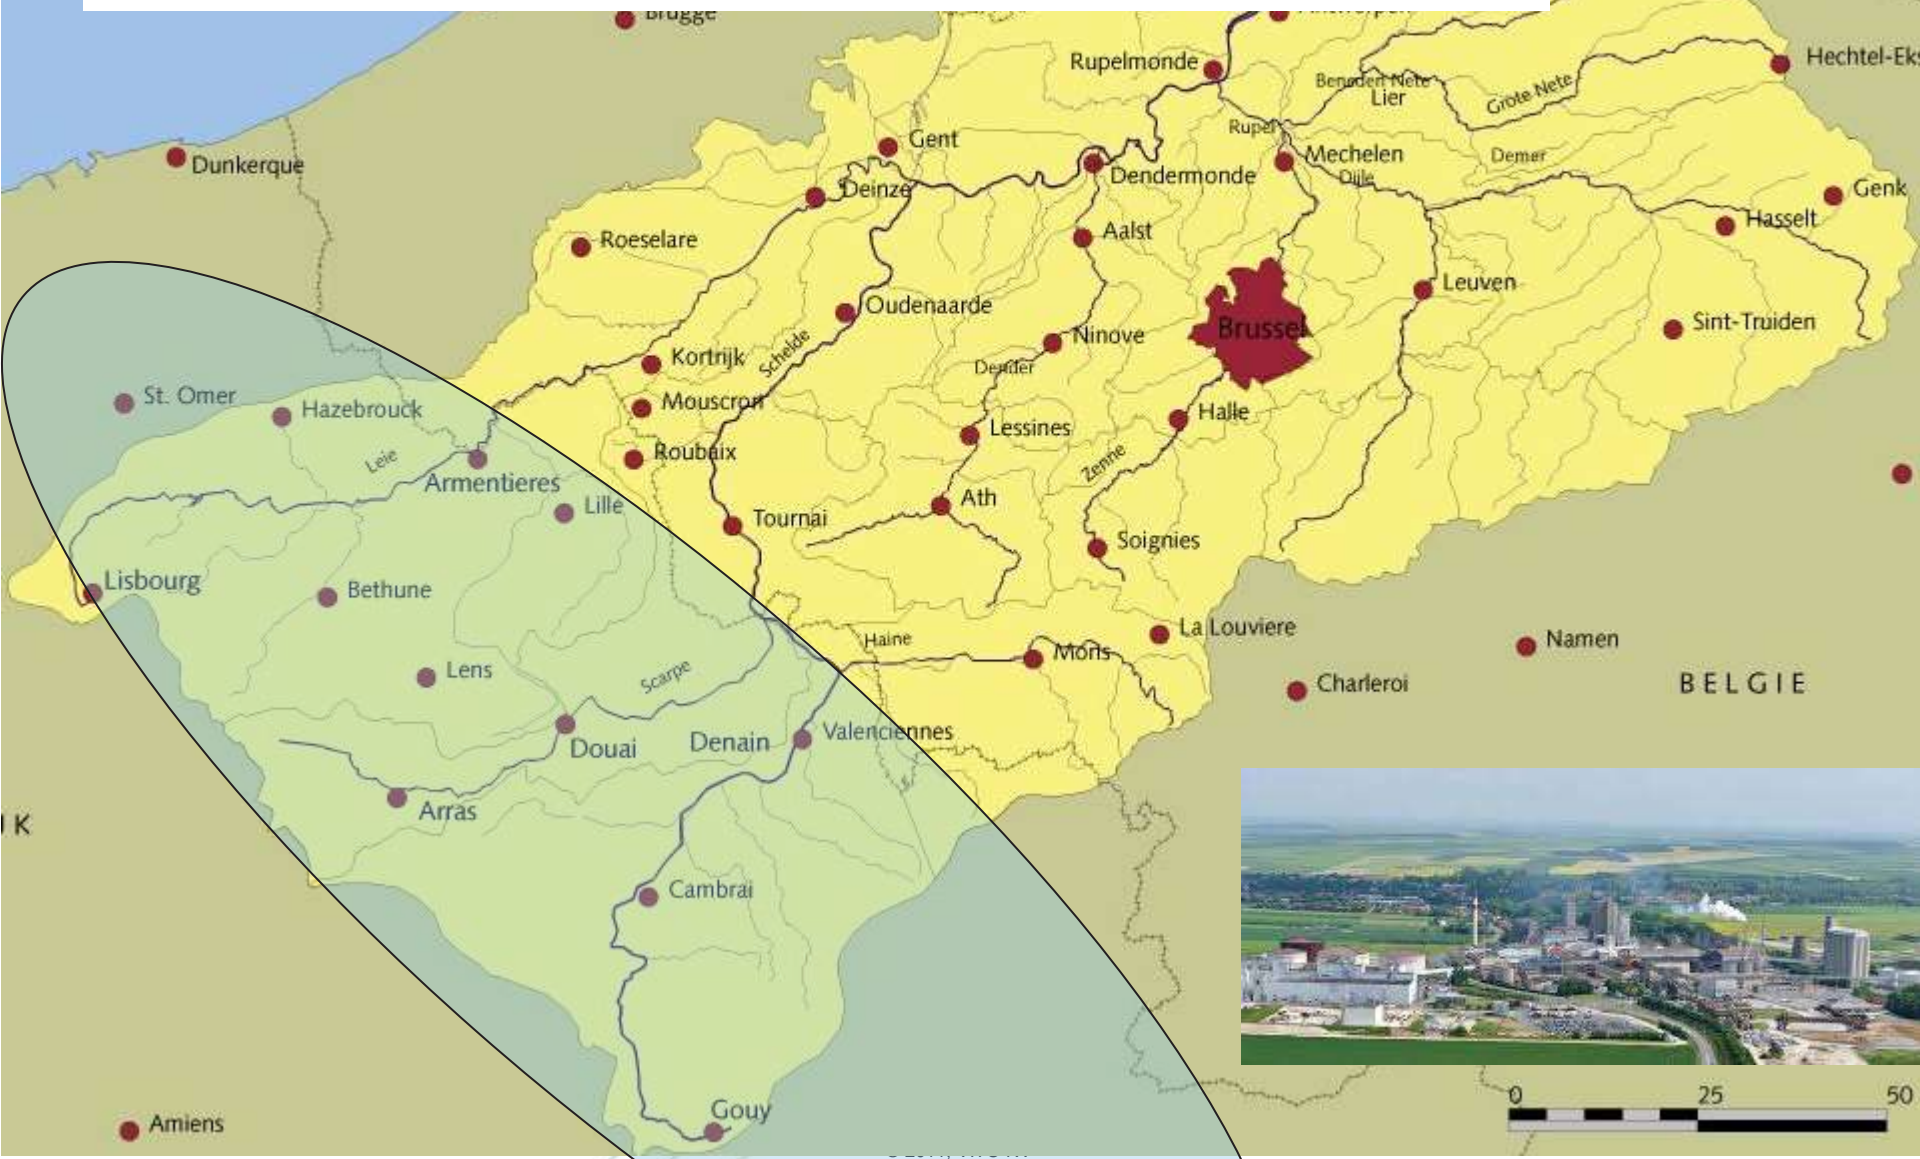 Brugge
Antwerpen
Rupelmonde
Hechtel-Eks
Beneden Nete
Lier
Grote Nete
Rupel
Gent
Mechelen
Demer
Dunkerque
Dendermonde
Dijle
Deinze
Genk
Hasselt
Roeselare
Aalst
Leuven
Oudenaarde
Brussel
Sint-Truiden
Ninove
Schelde
Kortrijk
Dender
St. Omer
Hazebrouck
Mouscron
Halle
Lessines
Leie
Roubaix
Zenne
Armentieres
Lille
Ath
Tournai
Soignies
Lisbourg
Bethune
La Louviere
Haine
Namen
Mons
Lens
Scarpe
Charleroi
BELGIE
Valenciennes
Douai
Denain
Arras
K
Cambrai
0 25 50
Gouy
Amiens